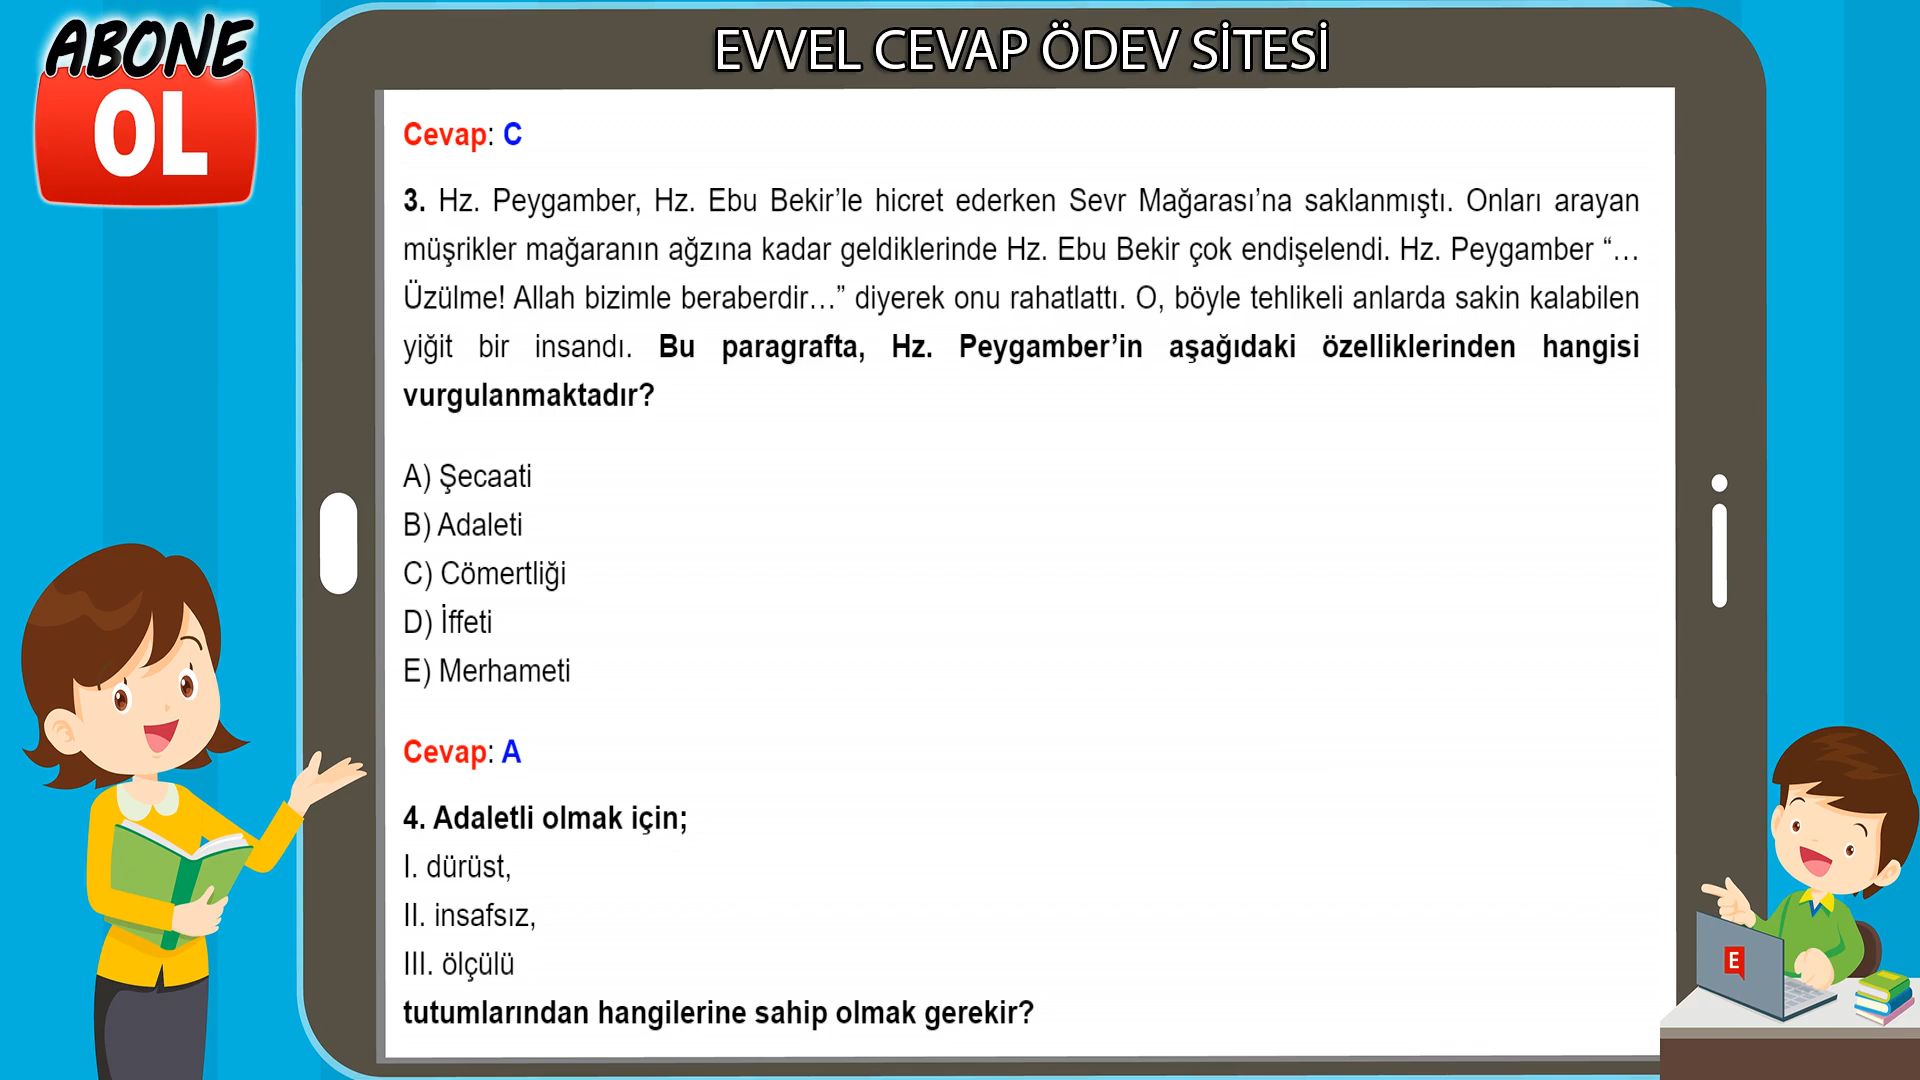 ABONE
OL
EVVEL CEVAP ÖDEV SİTESİ
Cevap: C
3. Hz. Peygamber, Hz. Ebu Bekir’le hicret ederken Sevr Mağarası’na saklanmıştı. Onları arayan
müşrikler mağaranın ağzına kadar geldiklerinde Hz. Ebu Bekir çok endişelendi. Hz. Peygamber “…
Üzülme! Allah bizimle beraberdir…” diyerek onu rahatlattı. O, böyle tehlikeli anlarda sakin kalabilen
yiğit bir insandı. Bu paragrafta, Hz. Peygamber’in aşağıdaki özelliklerinden hangisi
vurgulanmaktadır?
A) Şecaati
B) Adaleti
C) Cömertliği
D) İffeti
E) Merhameti
Cevap: A
4. Adaletli olmak için;
I. dürüst,
II. insafsız,
III. ölçülü
tutumlarından hangilerine sahip olmak gerekir?
E